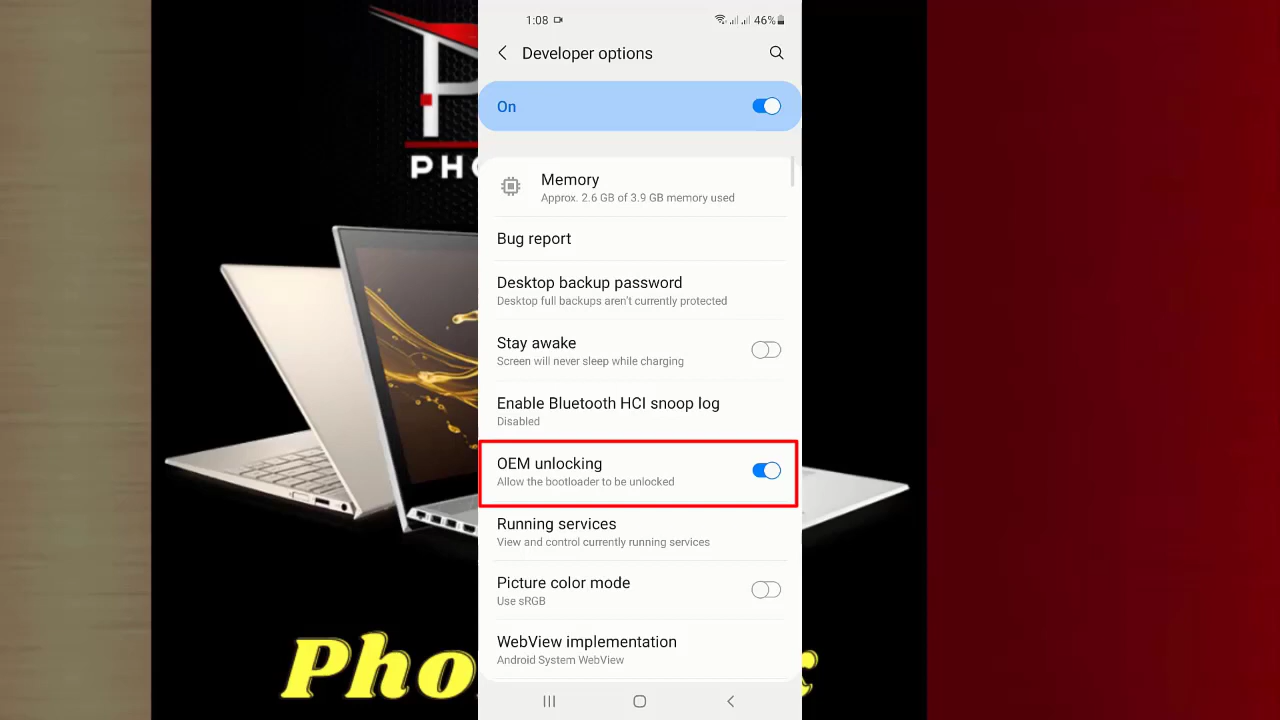 1:08
46%
Developer options
On
Memory
Approx. 2.6 GB of 3.9 GB memory used
Bug report
Desktop backup password
Desktop full backups aren't currently protected
Stay awake
Screen will never sleep while charging
Enable Bluetooth HCI snoop log
Disabled
OEM unlocking
Allow the bootloader to be unlocked
Running services
View and control currently running services
Picture color mode
Use sRGB
WebView implementation
Android System WebView
P
PHO
Pho